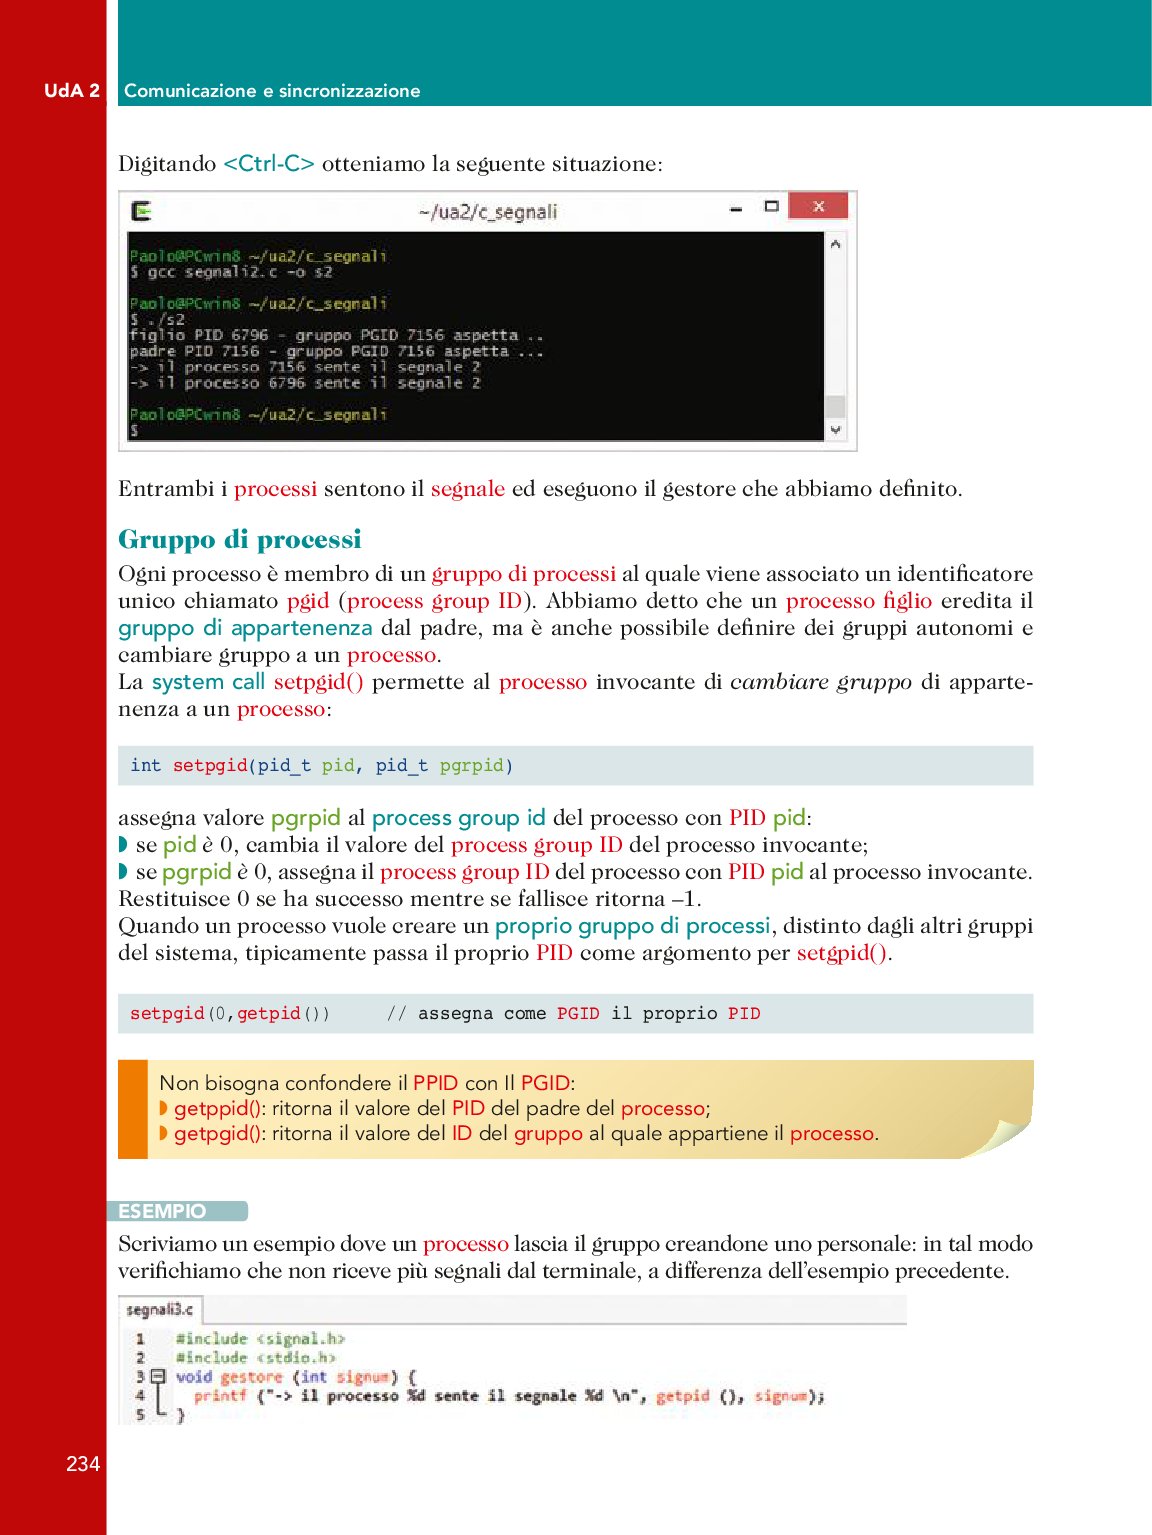 UdA 2 Comunicazione e sincronizzazione
Digitando <Ctrl-C> otteniamo la seguente situazione:
~/ua2/c_segnali
Paolo@PCwin8 ~/ua2/c_segnali
$ gcc segnali2.c -o s2
Paolo@PCwin8 ~/ua2/c_segnali
$ ./s2
figlio PID 6796 - gruppo PGID 7156 aspetta ..
padre PID 7156 - gruppo PGID 7156 aspetta ...
-> il processo 7156 sente il segnale 2
-> il processo 6796 sente il segnale 2
Paolo@PCwin8 ~/ua2/c_segnali
$
Entrambi i processi sentono il segnale ed eseguono il gestore che abbiamo definito.
Gruppo di processi
Ogni processo è membro di un gruppo di processi al quale viene associato un identificatore
unico chiamato pgid (process group ID). Abbiamo detto che un processo figlio eredita il
gruppo di appartenenza dal padre, ma è anche possibile definire dei gruppi autonomi e
cambiare gruppo a un processo.
La system call setpgid() permette al processo invocante di cambiare gruppo di apparte-
nenza a un processo:
int setpgid(pid_t pid, pid_t pgrpid)
assegna valore pgrpid al process group id del processo con PID pid:
◗ se pid è 0, cambia il valore del process group ID del processo invocante;
◗ se pgrpid è 0, assegna il process group ID del processo con PID pid al processo invocante.
Restituisce 0 se ha successo mentre se fallisce ritorna –1.
Quando un processo vuole creare un proprio gruppo di processi, distinto dagli altri gruppi
del sistema, tipicamente passa il proprio PID come argomento per setgpid().
setpgid(0,getpid()) // assegna come PGID il proprio PID
Non bisogna confondere il PPID con Il PGID:
◗ getppid(): ritorna il valore del PID del padre del processo;
◗ getpgid(): ritorna il valore del ID del gruppo al quale appartiene il processo.
ESEMPIO
Scriviamo un esempio dove un processo lascia il gruppo creandone uno personale: in tal modo
verifichiamo che non riceve più segnali dal terminale, a differenza dell'esempio precedente.
segnali3.c
1 #include <signal.h>
2 #include <stdio.h>
3 void gestore (int signum) {
4 printf ("-> il processo %d sente il segnale %d \n", getpid (), signum);
5 }
234